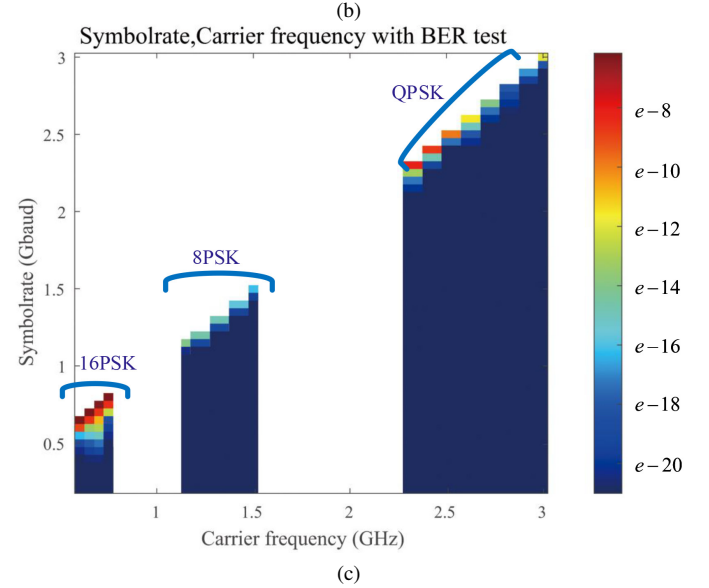 (b)
Symbolrate,Carrier frequency with BER test
3
2.5
2
1.5
1
0.5
Symbolrate (Gbaud)
QPSK
8PSK
16PSK
1
1.5
2
2.5
3
Carrier frequency (GHz)
e−8
e−10
e−12
e−14
e−16
e−18
e−20
(c)